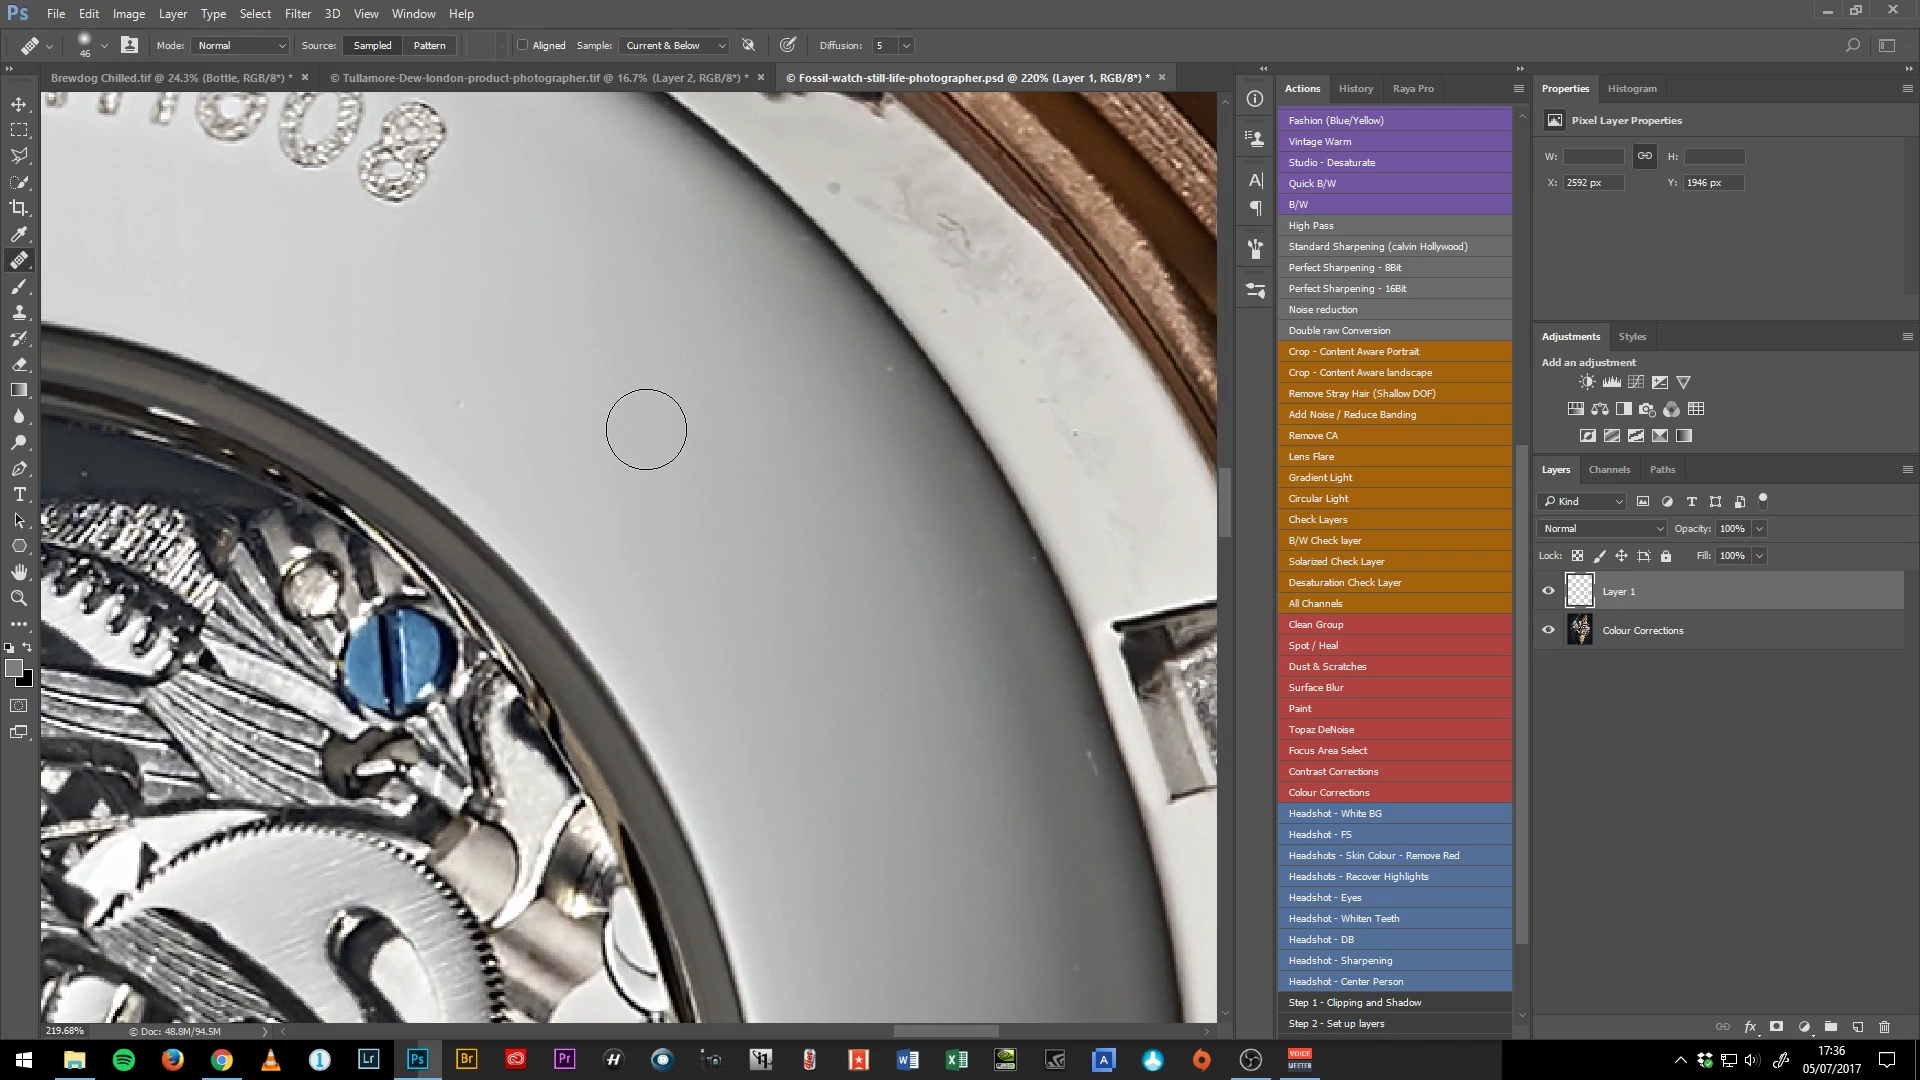 Ps File Edit Image Layer Type Select Filter 3D View Window Help
46 Mode: Normal Source: Sampled Pattern Aligned Sample: Current & Below Diffusion: 5
Brewdog Chilled.tif @ 24.3% (Bottle, RGB/8*) * × © Tullamore-Dew-london-product-photographer.tif @ 16.7% (Layer 2, RGB/8*) * × © Fossil-watch-still-life-photographer.psd @ 220% (Layer 1, RGB/8*) * ×
Actions History Raya Pro
Fashion (Blue/Yellow)
Vintage Warm
Studio - Desaturate
Quick B/W
B/W
High Pass
Standard Sharpening (calvin Hollywood)
Perfect Sharpening - 8Bit
Perfect Sharpening - 16Bit
Noise reduction
Double raw Conversion
Crop - Content Aware Portrait
Crop - Content Aware landscape
Remove Stray Hair (Shallow DOF)
Add Noise / Reduce Banding
Remove CA
Lens Flare
Gradient Light
Circular Light
Check Layers
B/W Check layer
Solarized Check Layer
Desaturation Check Layer
All Channels
Clean Group
Spot / Heal
Dust & Scratches
Surface Blur
Paint
Topaz DeNoise
Focus Area Select
Contrast Corrections
Colour Corrections
Headshot - White BG
Headshot - FS
Headshots - Skin Colour - Remove Red
Headshots - Recover Highlights
Headshot - Eyes
Headshot - Whiten Teeth
Headshot - DB
Headshot - Sharpening
Headshot - Center Person
Step 1 - Clipping and Shadow
Step 2 - Set up layers
Properties Histogram
Pixel Layer Properties
W: H:
X: 2592 px Y: 1946 px
Adjustments Styles
Add an adjustment
Layers Channels Paths
Kind
Normal Opacity: 100%
Lock: Fill: 100%
Layer 1
Colour Corrections
219.68% © Doc: 48.8M/94.5M
Lr Ps Br Pr
VOICE
MEETER
17:36
05/07/2017